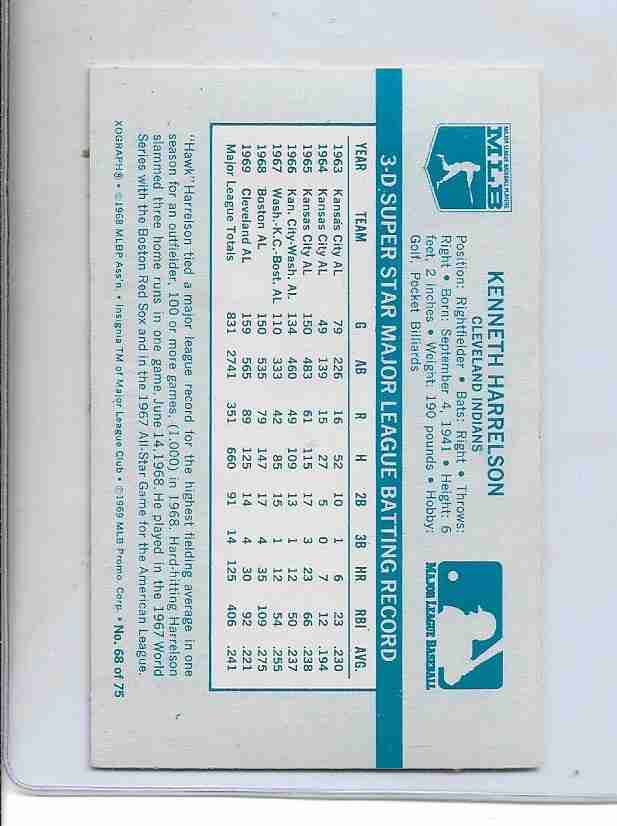 MAJOR LEAGUE BASEBALL PLAYERS
MLB
KENNETH HARRELSON
CLEVELAND INDIANS
Position: Rightfielder • Bats: Right • Throws:
Right • Born: September 4, 1941 • Height: 6
feet, 2 inches • Weight: 190 pounds • Hobby:
Golf, Pocket Billiards
MAJOR LEAGUE BASEBALL
3-D SUPER STAR MAJOR LEAGUE BATTING RECORD
YEAR TEAM G AB R H 2B 3B HR RBI AVG.
1963 Kansas City AL 79 226 16 52 10 1 6 23 .230
1964 Kansas City AL 49 139 15 27 5 0 7 12 .194
1965 Kansas City AL 150 483 61 115 17 3 23 66 .238
1966 Kan. City-Wash. AL 134 460 49 109 13 1 12 50 .237
1967 Wash.-K.C.-Bost. AL 110 333 42 85 15 1 12 54 .255
1968 Boston AL 150 535 79 147 17 4 35 109 .275
1969 Cleveland AL 159 565 89 125 14 4 30 92 .221
Major League Totals 831 2741 351 660 91 14 125 406 .241
"Hawk" Harrelson tied a major league record for the highest fielding average in one
season for an outfielder, 100 or more games, (1.000) in 1968. Hard-hitting Harrelson
slammed three home runs in one game, June 14, 1968. He played in the 1967 World
Series with the Boston Red Sox and in the 1967 All-Star Game for the American League.
XOGRAPH® • ©1968 MLBP Ass'n. • Insignia TM of Major League Club • ©1969 MLB Promo. Corp. • No. 68 of 75